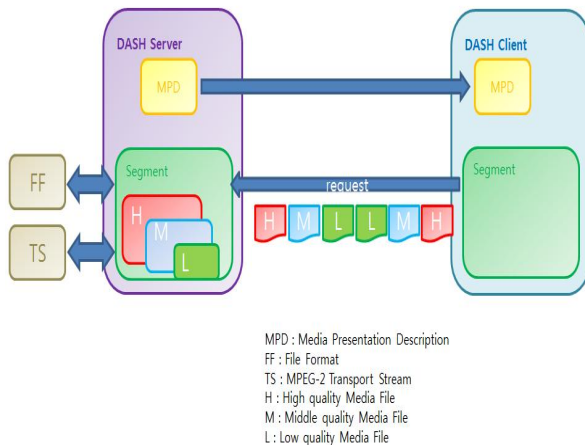 DASH Server
DASH Client
MPD
MPD
Segment
Segment
request
FF
TS
H
M
L
H M L L M H
MPD : Media Presentation Description
FF : File Format
TS : MPEG-2 Transport Stream
H : High quality Media File
M : Middle quality Media File
L : Low quality Media File